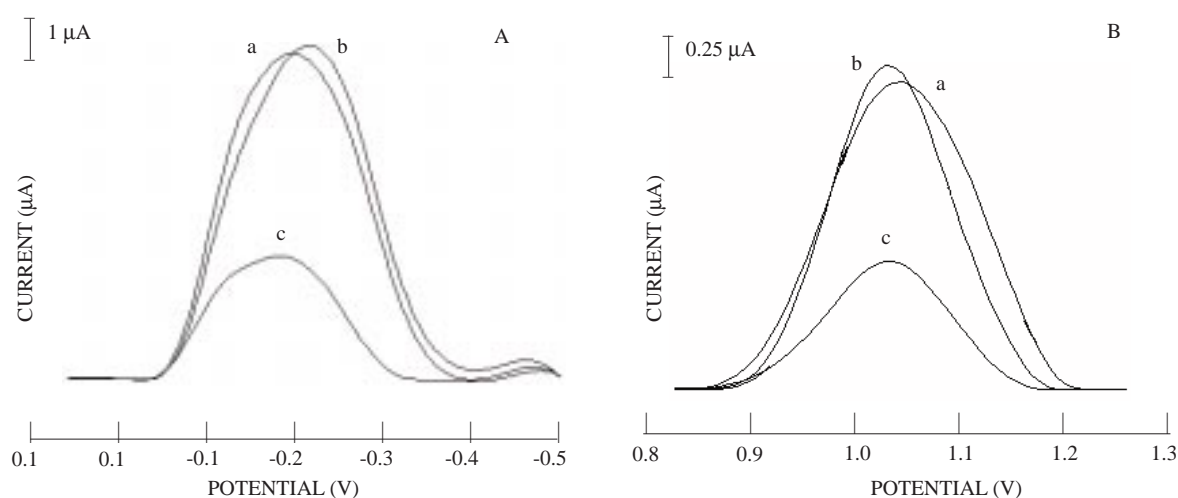 1 μA
A
a
b
c
CURRENT (μA)
0.1 0.1 -0.1 -0.2 -0.3 -0.4 -0.5
POTENTIAL (V)
0.25 μA
B
b
a
c
CURRENT (μA)
0.8 0.9 1.0 1.1 1.2 1.3
POTENTIAL (V)